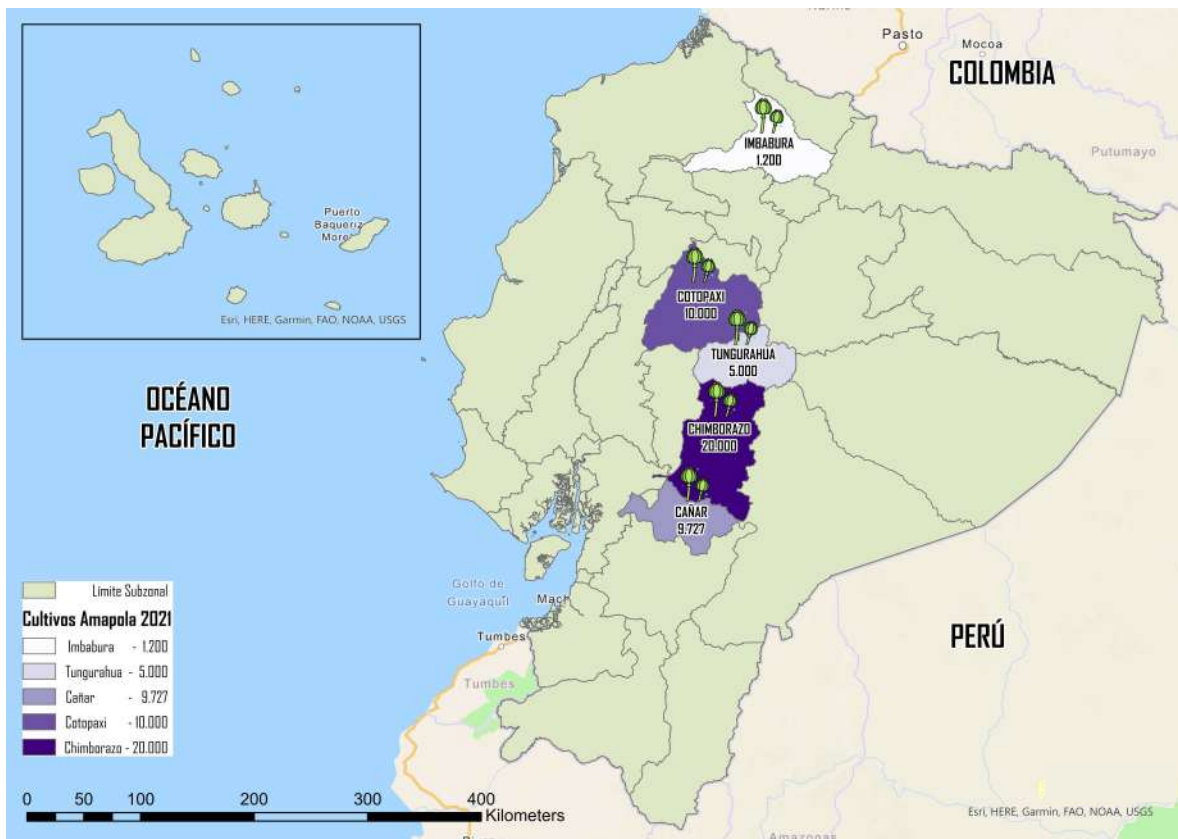 Pasto
Mocoa
COLOMBIA
Putumayo
IMBABURA
1.200
Puerto
Baqueriz
More
Esri, HERE, Garmin, FAO, NOAA, USGS
COTOPAXI
10.000
TUNGURAHUA
5.000
OCÉANO
PACÍFICO
CHIMBORAZO
20.000
CAÑAR
9.727
Golfo de
Guayaquil
Mach
Tumbes
Tumbes
PERÚ
Límite Subzonal
Cultivos Amapola 2021
Imbabura - 1.200
Tungurahua - 5.000
Cañar - 9.727
Cotopaxi - 10.000
Chimborazo - 20.000
0 50 100 200 300 400
Kilometers
Esri, HERE, Garmin, FAO, NOAA, USGS
Amazonas